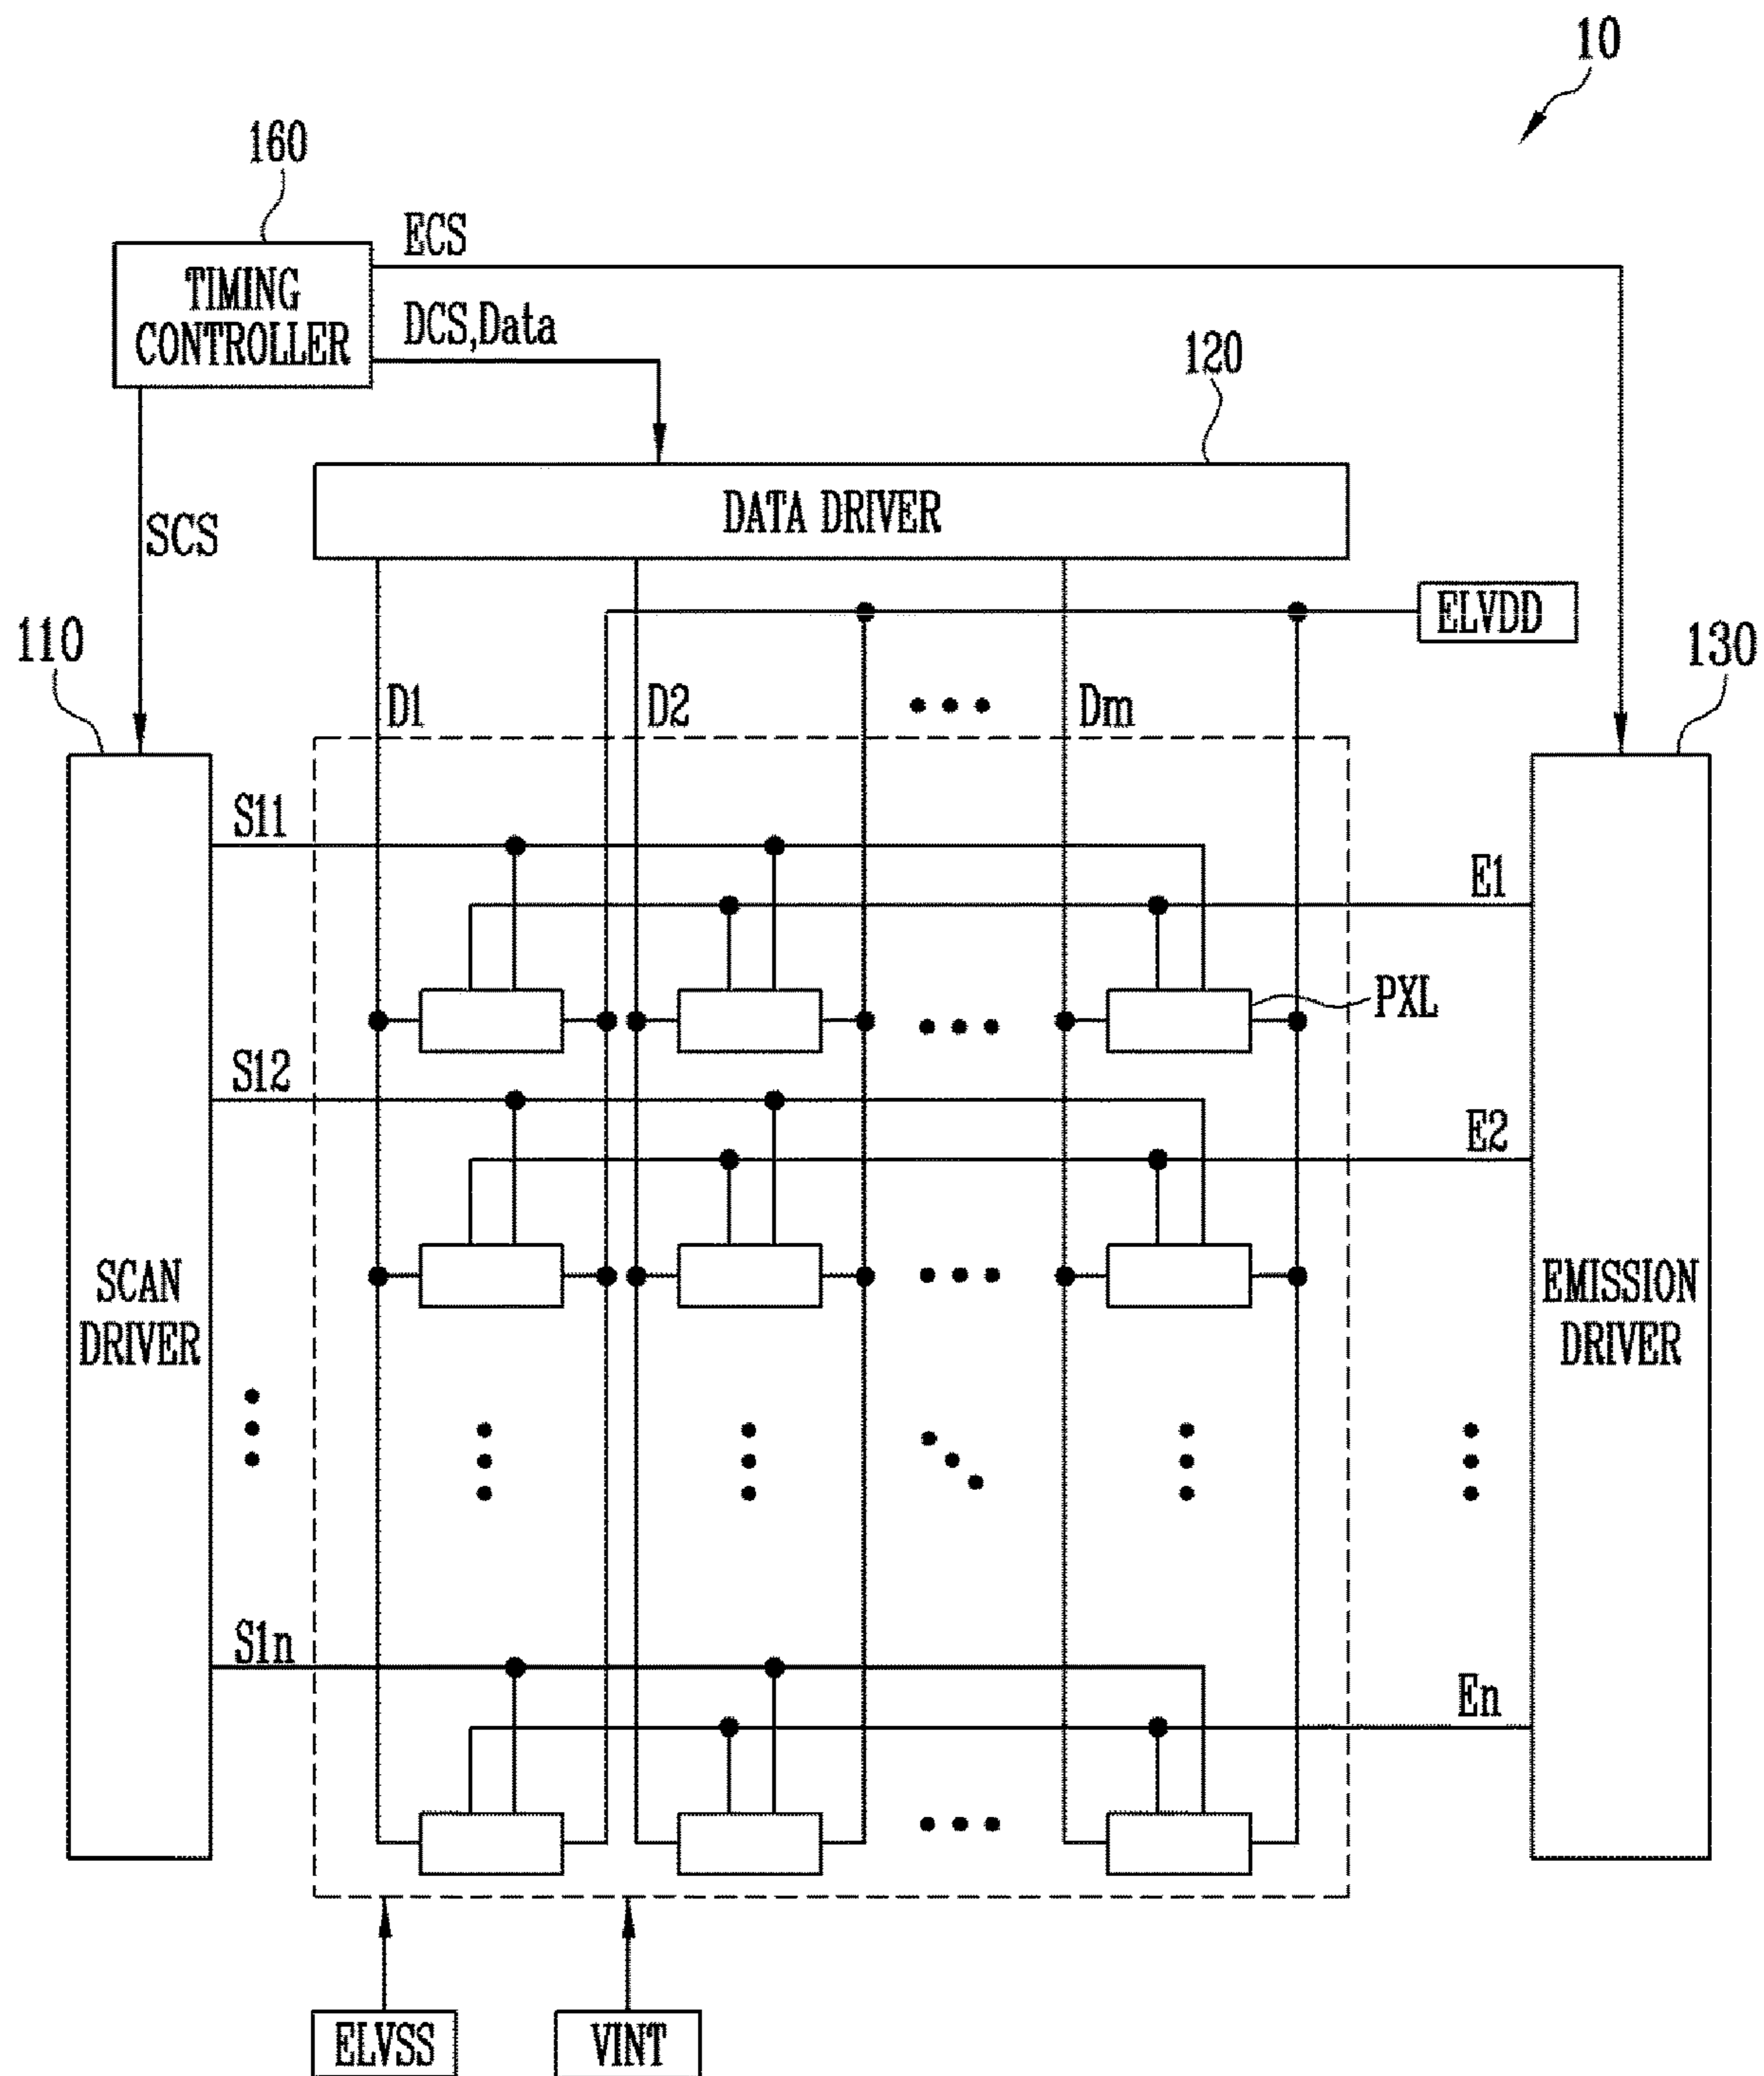 10
160
ECS
TIMING
CONTROLLER
DCS,Data
120
DATA DRIVER
SCS
ELVDD
110
130
D1
D2
Dm
S11
E1
PXL
S12
E2
SCAN
DRIVER
EMISSION
DRIVER
S1n
En
ELVSS
VINT